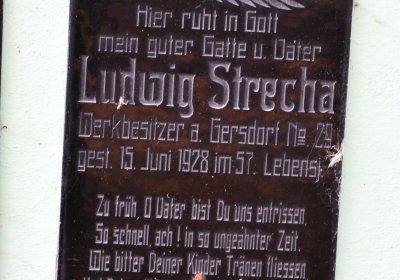 Hier ruht in Gott
mein guter Gatte u. Vater
Ludwig Strecha
Werkbesitzer a. Gersdorf No 29
gest. 15. Juni 1928 im 57. Lebensj.
Zu früh, O Vater bist Du uns entrissen
So schnell, ach! in so ungeahnter Zeit.
Wie bitter Deiner Kinder Tränen fliessen